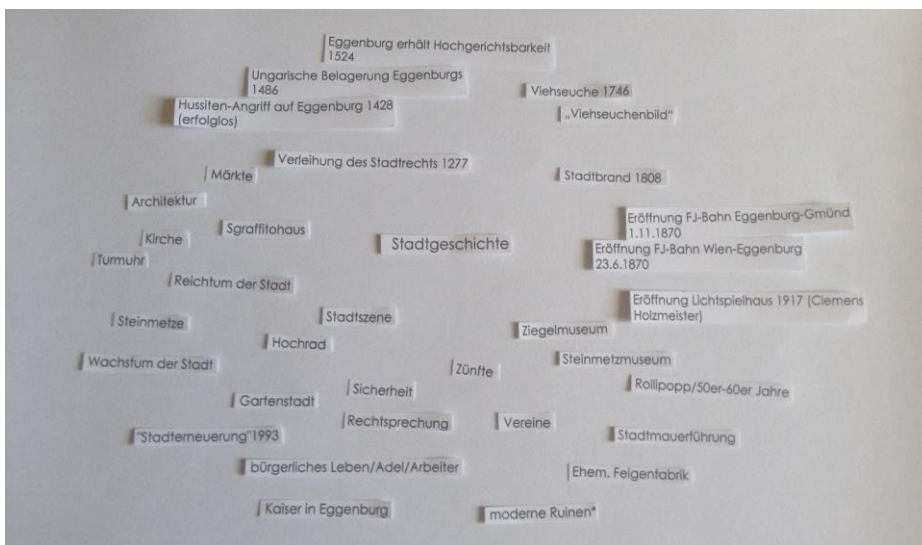 Eggenburg erhält Hochgerichtsbarkeit
1524
Ungarische Belagerung Eggenburgs
1486
Viehseuche 1746
Hussiten-Angriff auf Eggenburg 1428
(erfolglos)
„Viehseuchenbild"
Verleihung des Stadtrechts 1277
Märkte
Stadtbrand 1808
Architektur
Eröffnung FJ-Bahn Eggenburg-Gmünd
1.11.1870
Sgraffitohaus
Kirche
Stadtgeschichte
Eröffnung FJ-Bahn Wien-Eggenburg
23.6.1870
Turmuhr
Reichtum der Stadt
Eröffnung Lichtspielhaus 1917 (Clemens
Holzmeister)
Steinmetze
Stadtszene
Ziegelmuseum
Hochrad
Wachstum der Stadt
Zünfte
Steinmetzmuseum
Rollipopp/50er-60er Jahre
Sicherheit
Gartenstadt
Rechtsprechung
Vereine
"Stadterneuerung"1993
Stadtmauerführung
bürgerliches Leben/Adel/Arbeiter
Ehem. Feigenfabrik
Kaiser in Eggenburg
moderne Ruinen*